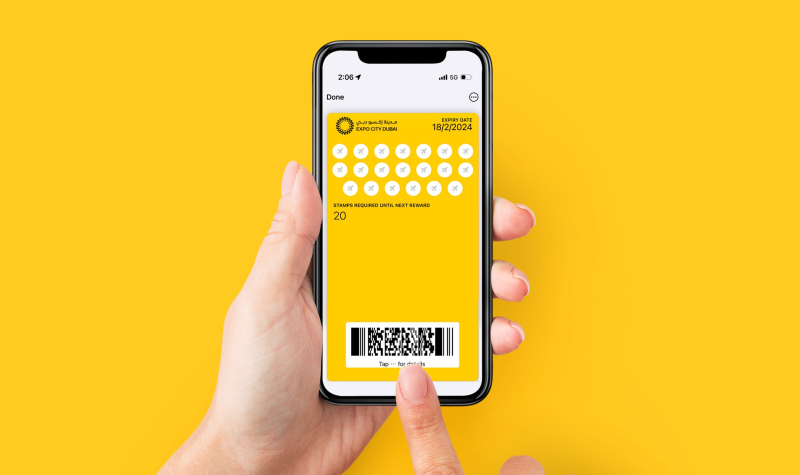 2:06
5G
Done
مدينة إكسبو دبي
EXPO CITY DUBAI
EXPIRY DATE
18/2/2024
STAMPS REQUIRED UNTIL NEXT REWARD
20
Tap ··· for details